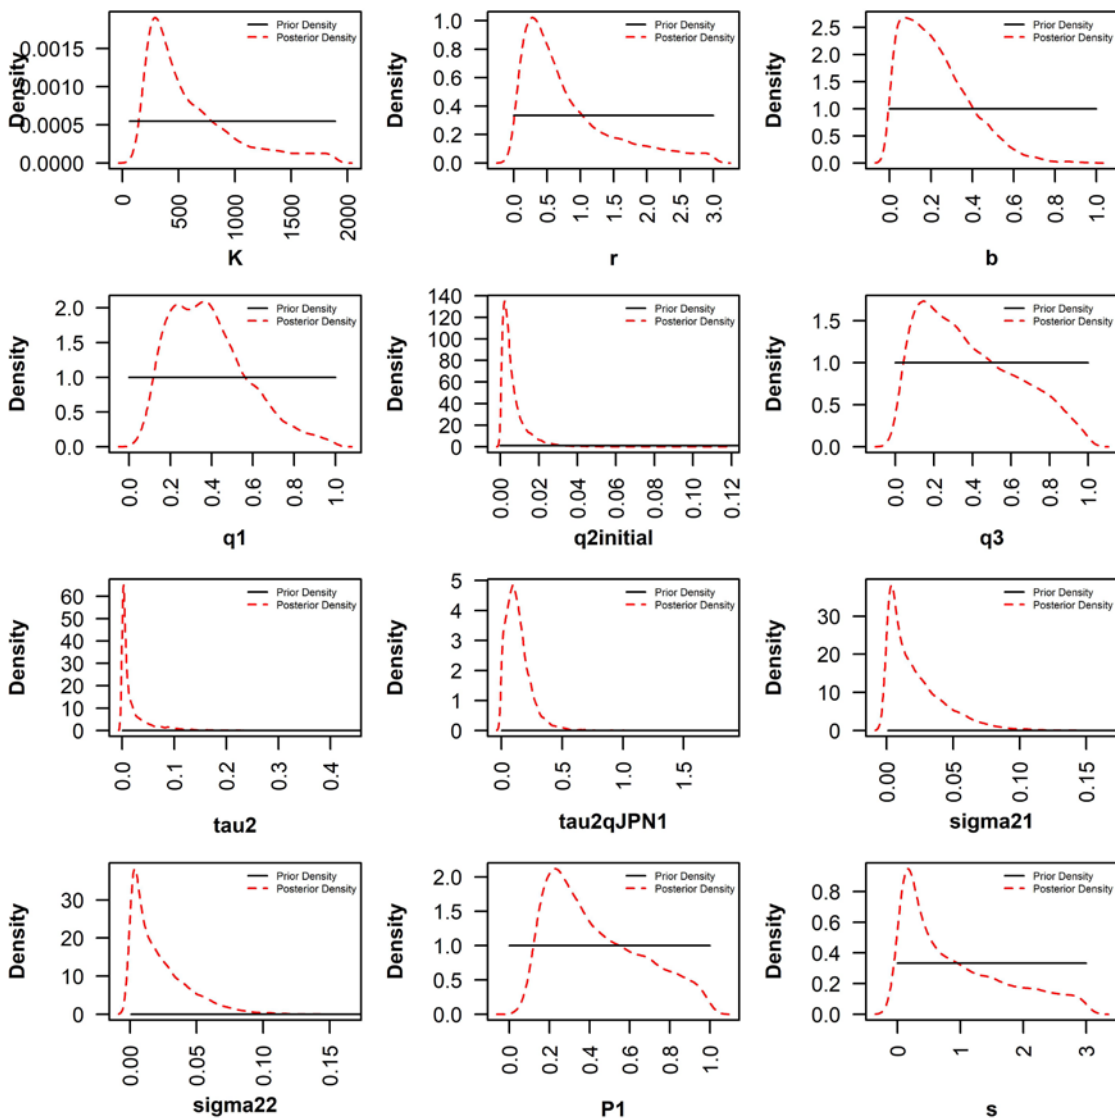 Density
0.0015
0.0010
0.0005
0.0000
Prior Density
Posterior Density
0
500
1000
1500
2000
K
Density
1.0
0.8
0.6
0.4
0.2
0.0
Prior Density
Posterior Density
0.0
0.5
1.0
1.5
2.0
2.5
3.0
r
Density
2.5
2.0
1.5
1.0
0.5
0.0
Prior Density
Posterior Density
0.0
0.2
0.4
0.6
0.8
1.0
b
Density
2.0
1.5
1.0
0.5
0.0
Prior Density
Posterior Density
0.0
0.2
0.4
0.6
0.8
1.0
q1
Density
140
120
100
80
60
40
20
0
Prior Density
Posterior Density
0.00
0.02
0.04
0.06
0.08
0.10
0.12
q2initial
Density
1.5
1.0
0.5
0.0
Prior Density
Posterior Density
0.0
0.2
0.4
0.6
0.8
1.0
q3
Density
60
50
40
30
20
10
0
Prior Density
Posterior Density
0.0
0.1
0.2
0.3
0.4
tau2
Density
5
4
3
2
1
0
Prior Density
Posterior Density
0.0
0.5
1.0
1.5
tau2qJPN1
Density
30
20
10
0
Prior Density
Posterior Density
0.00
0.05
0.10
0.15
sigma21
Density
30
20
10
0
Prior Density
Posterior Density
0.00
0.05
0.10
0.15
sigma22
Density
2.0
1.5
1.0
0.5
0.0
Prior Density
Posterior Density
0.0
0.2
0.4
0.6
0.8
1.0
P1
Density
0.8
0.6
0.4
0.2
0.0
Prior Density
Posterior Density
0
1
2
3
s